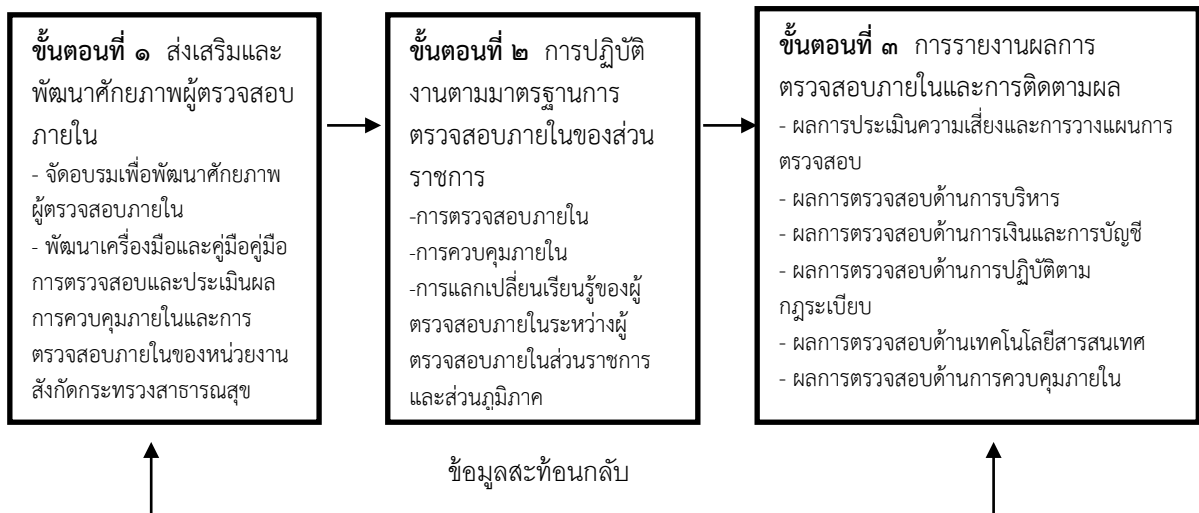 ขั้นตอนที่ ๑ ส่งเสริมและ
พัฒนาศักยภาพผู้ตรวจสอบ
ภายใน
- จัดอบรมเพื่อพัฒนาศักยภาพ
ผู้ตรวจสอบภายใน
- พัฒนาเครื่องมือและคู่มือคู่มือ
การตรวจสอบและประเมินผล
การควบคุมภายในและการ
ตรวจสอบภายในของหน่วยงาน
สังกัดกระทรวงสาธารณสุข
ขั้นตอนที่ ๒ การปฏิบัติ
งานตามมาตรฐานการ
ตรวจสอบภายในของส่วน
ราชการ
-การตรวจสอบภายใน
-การควบคุมภายใน
-การแลกเปลี่ยนเรียนรู้ของผู้
ตรวจสอบภายในระหว่างผู้
ตรวจสอบภายในส่วนราชการ
และส่วนภูมิภาค
ขั้นตอนที่ ๓ การรายงานผลการ
ตรวจสอบภายในและการติดตามผล
- ผลการประเมินความเสี่ยงและการวางแผนการ
ตรวจสอบ
- ผลการตรวจสอบด้านการบริหาร
- ผลการตรวจสอบด้านการเงินและการบัญชี
- ผลการตรวจสอบด้านการปฏิบัติตาม
กฎระเบียบ
- ผลการตรวจสอบด้านเทคโนโลยีสารสนเทศ
- ผลการตรวจสอบด้านการควบคุมภายใน
ข้อมูลสะท้อนกลับ